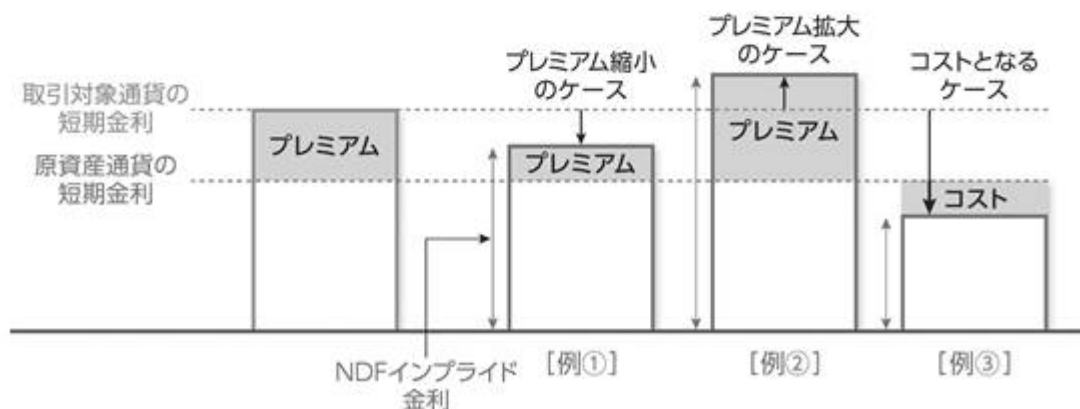 プレミアム縮小
のケース
プレミアム拡大
のケース
コストとなる
ケース
取引対象通貨の
短期金利
原資産通貨の
短期金利
プレミアム
プレミアム
プレミアム
コスト
NDFインプライド
金利
[例①]
[例②]
[例③]